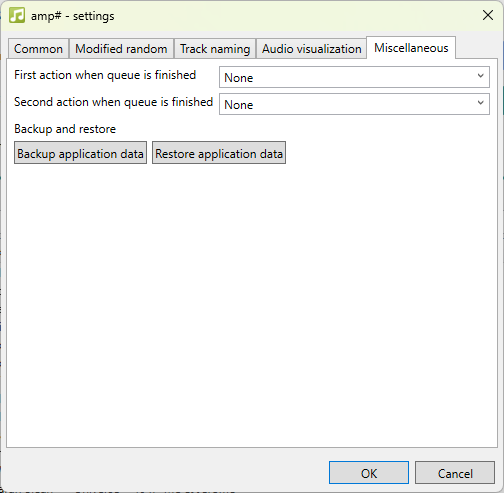 amp# - settings
Common
Modified random
Track naming
Audio visualization
Miscellaneous
First action when queue is finished
None
Second action when queue is finished
None
Backup and restore
Backup application data
Restore application data
OK
Cancel